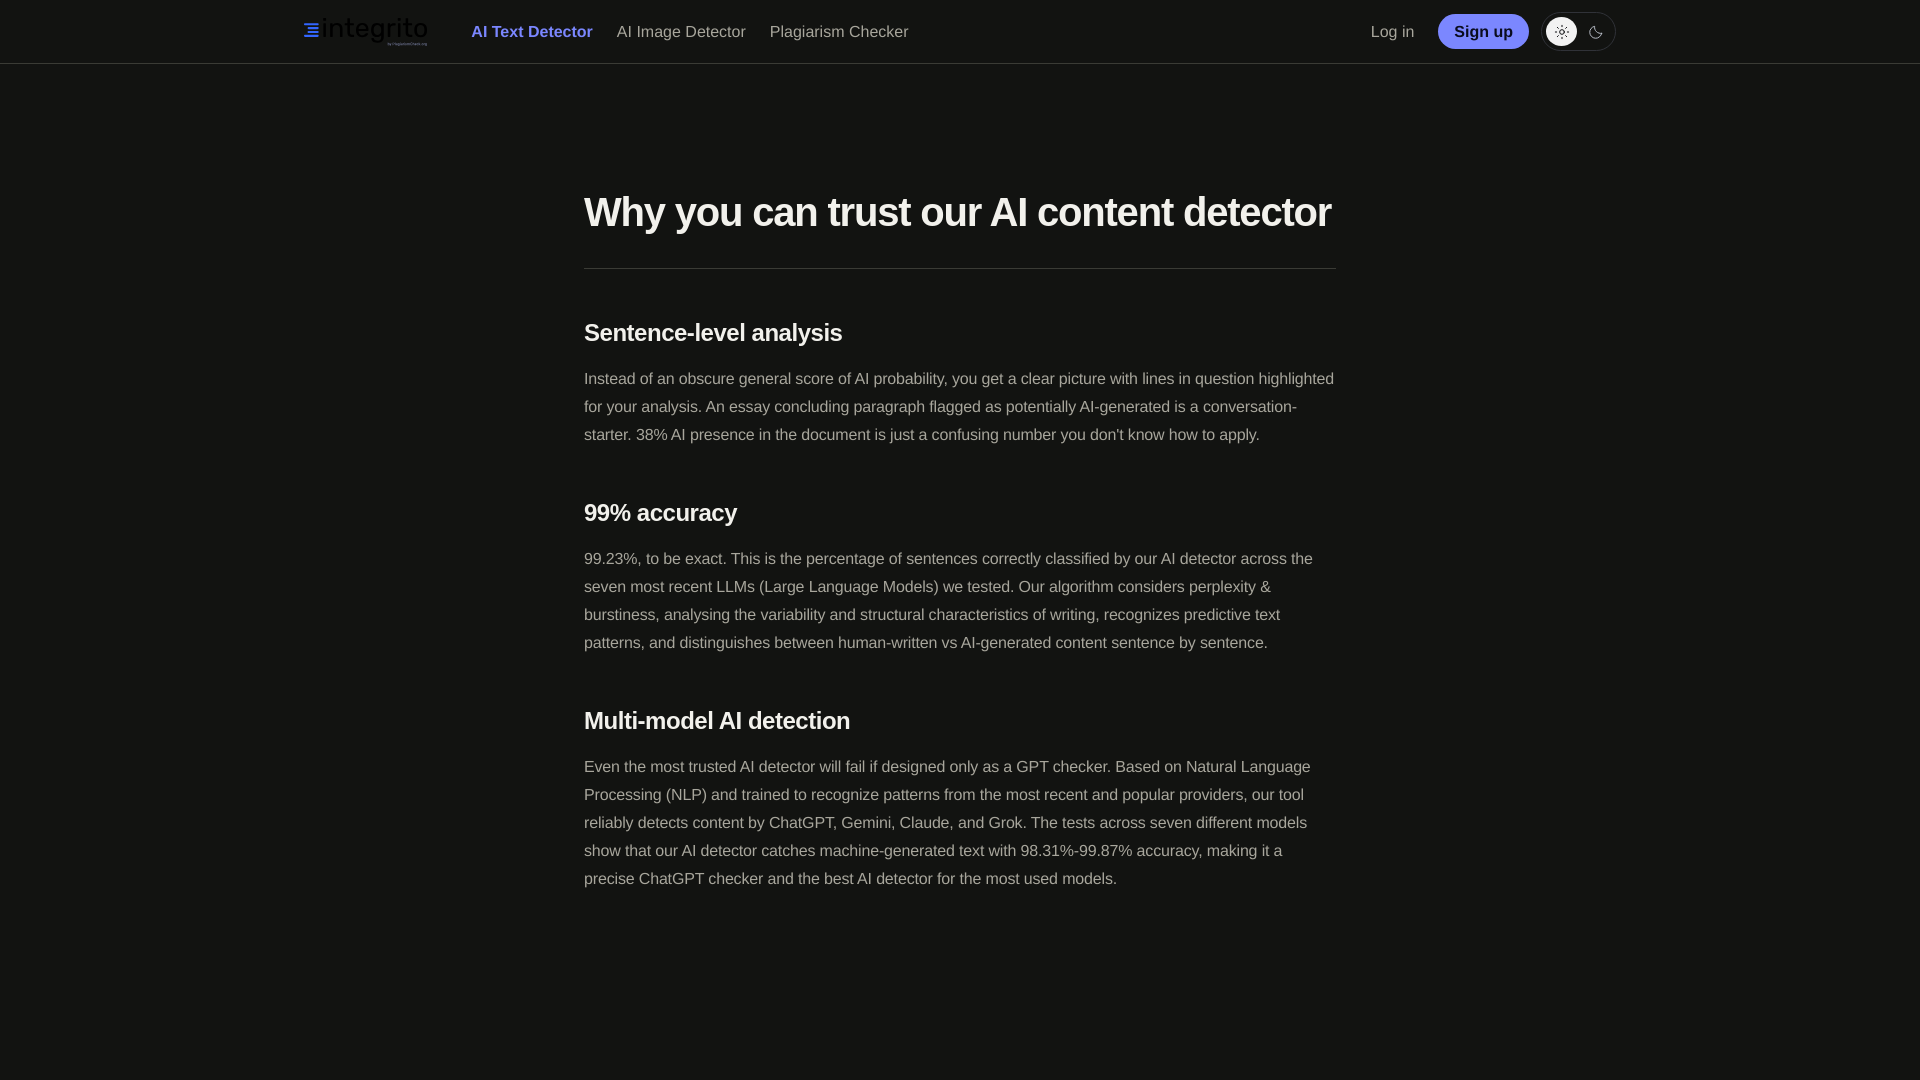 integrito
AI Text Detector
AI Image Detector
Plagiarism Checker
Log in
Sign up
Why you can trust our AI content detector
Sentence-level analysis
Instead of an obscure general score of AI probability, you get a clear picture with lines in question highlighted
for your analysis. An essay concluding paragraph flagged as potentially AI-generated is a conversation-
starter. 38% AI presence in the document is just a confusing number you don't know how to apply.
99% accuracy
99.23%, to be exact. This is the percentage of sentences correctly classified by our AI detector across the
seven most recent LLMs (Large Language Models) we tested. Our algorithm considers perplexity &
burstiness, analysing the variability and structural characteristics of writing, recognizes predictive text
patterns, and distinguishes between human-written vs AI-generated content sentence by sentence.
Multi-model AI detection
Even the most trusted AI detector will fail if designed only as a GPT checker. Based on Natural Language
Processing (NLP) and trained to recognize patterns from the most recent and popular providers, our tool
reliably detects content by ChatGPT, Gemini, Claude, and Grok. The tests across seven different models
show that our AI detector catches machine-generated text with 98.31%-99.87% accuracy, making it a
precise ChatGPT checker and the best AI detector for the most used models.